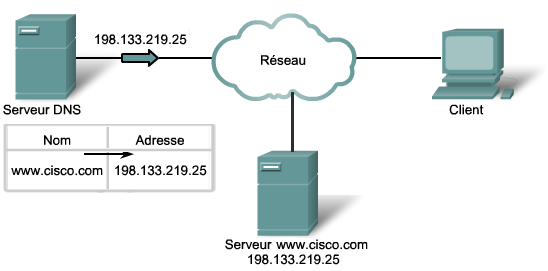 198.133.219.25
Réseau
Serveur DNS
Client
Nom Adresse
www.cisco.com 198.133.219.25
Serveur www.cisco.com
198.133.219.25